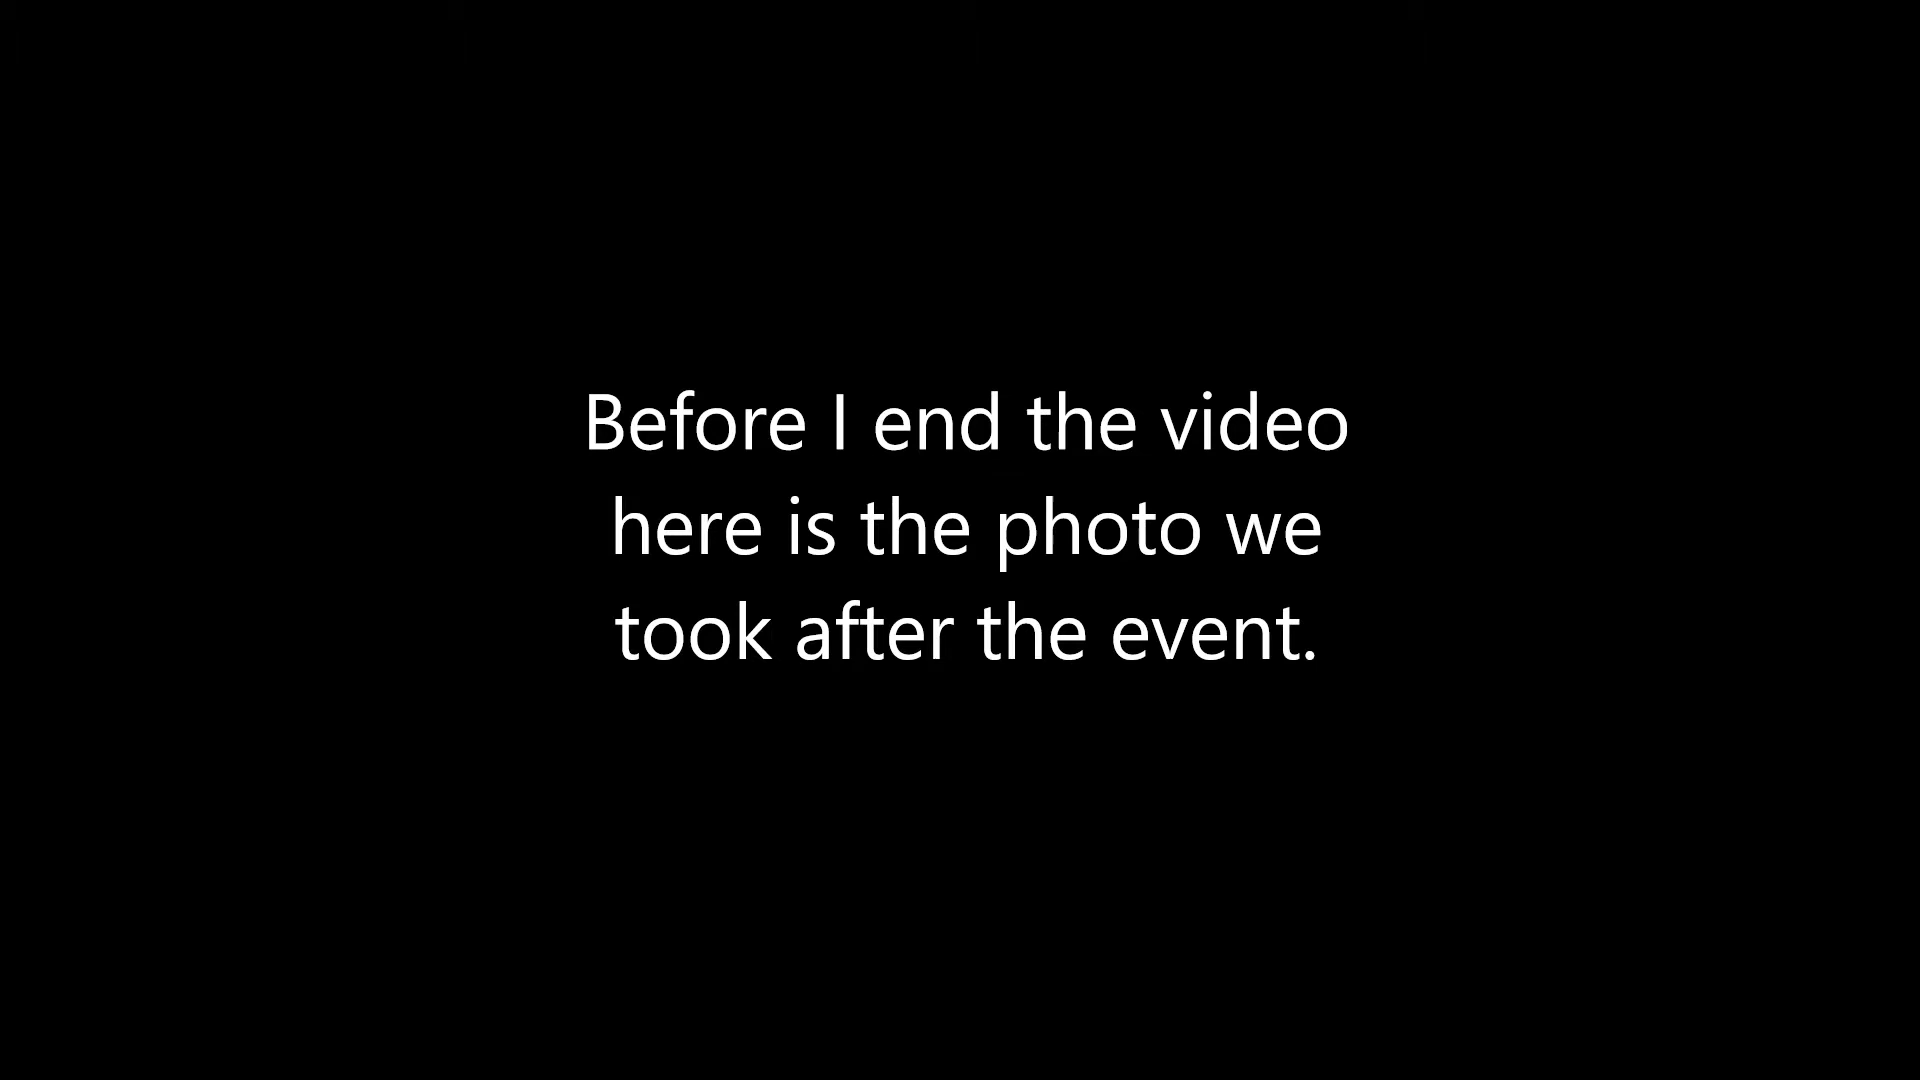 Before I end the video
here is the photo we
took after the event.